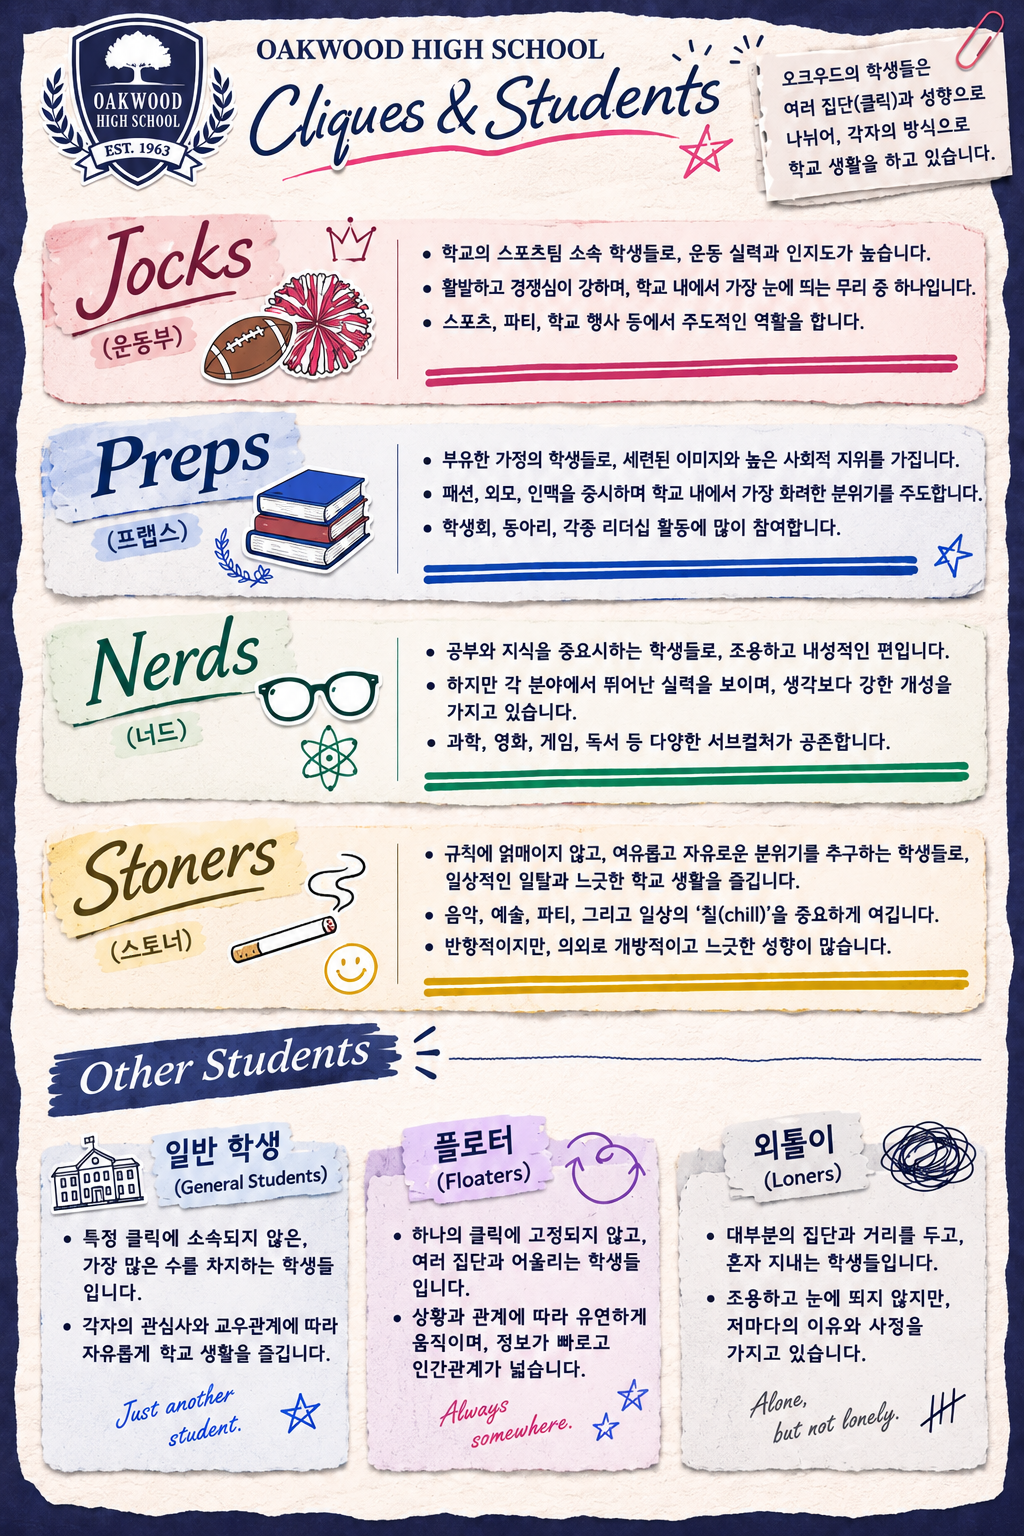 OAKWOOD
HIGH SCHOOL
EST. 1963
OAKWOOD HIGH SCHOOL
Cliques & Students
오크우드의 학생들은
여러 집단(클릭)과 성향으로
나뉘어, 각자의 방식으로
학교 생활을 하고 있습니다.
Jocks
(운동부)
• 학교의 스포츠팀 소속 학생들로, 운동 실력과 인지도가 높습니다.
• 활발하고 경쟁심이 강하며, 학교 내에서 가장 눈에 띄는 무리 중 하나입니다.
• 스포츠, 파티, 학교 행사 등에서 주도적인 역할을 합니다.
Preps
(프랩스)
• 부유한 가정의 학생들로, 세련된 이미지와 높은 사회적 지위를 가집니다.
• 패션, 외모, 인맥을 중시하며 학교 내에서 가장 화려한 분위기를 주도합니다.
• 학생회, 동아리, 각종 리더십 활동에 많이 참여합니다.
Nerds
(너드)
• 공부와 지식을 중요시하는 학생들로, 조용하고 내성적인 편입니다.
• 하지만 각 분야에서 뛰어난 실력을 보이며, 생각보다 강한 개성을
가지고 있습니다.
• 과학, 영화, 게임, 독서 등 다양한 서브컬처가 공존합니다.
Stoners
(스토너)
• 규칙에 얽매이지 않고, 여유롭고 자유로운 분위기를 추구하는 학생들로,
일상적인 일탈과 느긋한 학교 생활을 즐깁니다.
• 음악, 예술, 파티, 그리고 일상의 ‘칠(chill)’을 중요하게 여깁니다.
• 반항적이지만, 의외로 개방적이고 느긋한 성향이 많습니다.
Other Students
일반 학생
(General Students)
• 특정 클릭에 소속되지 않은,
가장 많은 수를 차지하는 학생들
입니다.
• 각자의 관심사와 교우관계에 따라
자유롭게 학교 생활을 즐깁니다.
Just another
student.
플로터
(Floaters)
• 하나의 클릭에 고정되지 않고,
여러 집단과 어울리는 학생들
입니다.
• 상황과 관계에 따라 유연하게
움직이며, 정보가 빠르고
인간관계가 넓습니다.
Always
somewhere.
외톨이
(Loners)
• 대부분의 집단과 거리를 두고,
혼자 지내는 학생들입니다.
• 조용하고 눈에 띄지 않지만,
저마다의 이유와 사정을
가지고 있습니다.
Alone,
but not lonely.